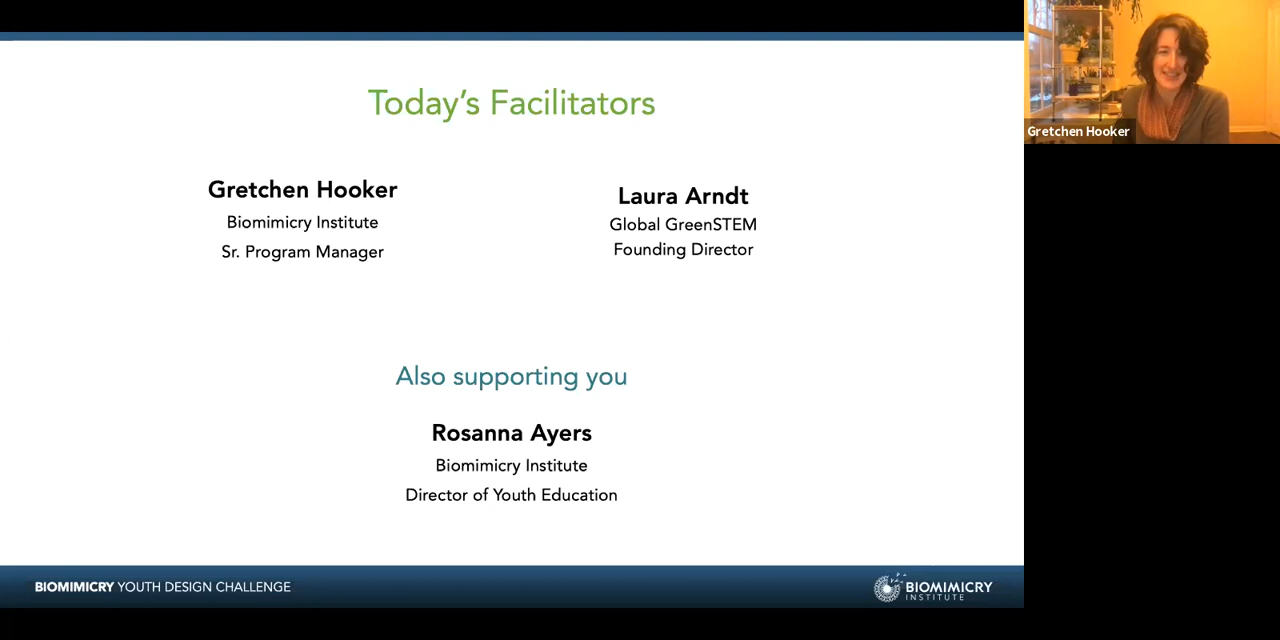 Today's Facilitators
Gretchen Hooker
Biomimicry Institute
Sr. Program Manager
Laura Arndt
Global GreenSTEM
Founding Director
Also supporting you
Rosanna Ayers
Biomimicry Institute
Director of Youth Education
BIOMIMICRY YOUTH DESIGN CHALLENGE
BIOMIMICRY
INSTITUTE
Gretchen Hooker